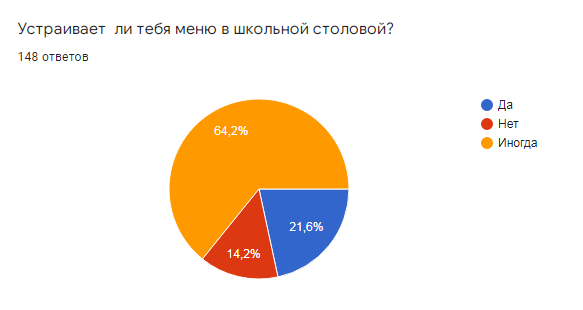 Устраивает  ли тебя меню в школьной столовой?
148 ответов
Да
Нет
Иногда
64,2%
21,6%
14,2%